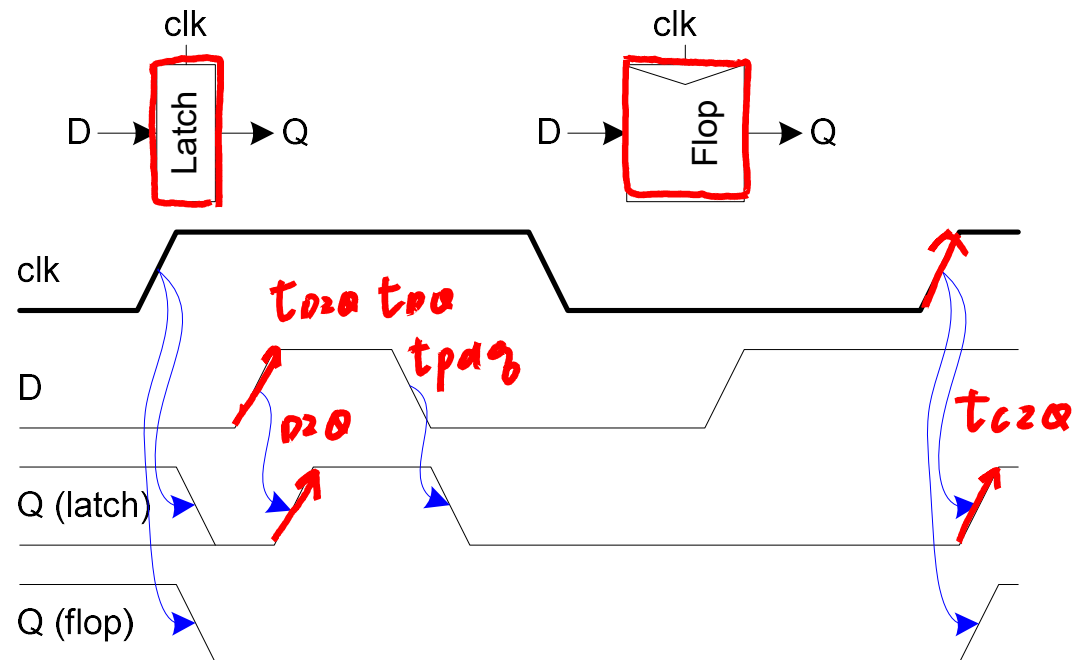 clk
clk
D
Latch
Q
D
Flop
Q
clk
tD2Q tDQ
tpdq
D
D2Q
tC2Q
Q (latch)
Q (flop)